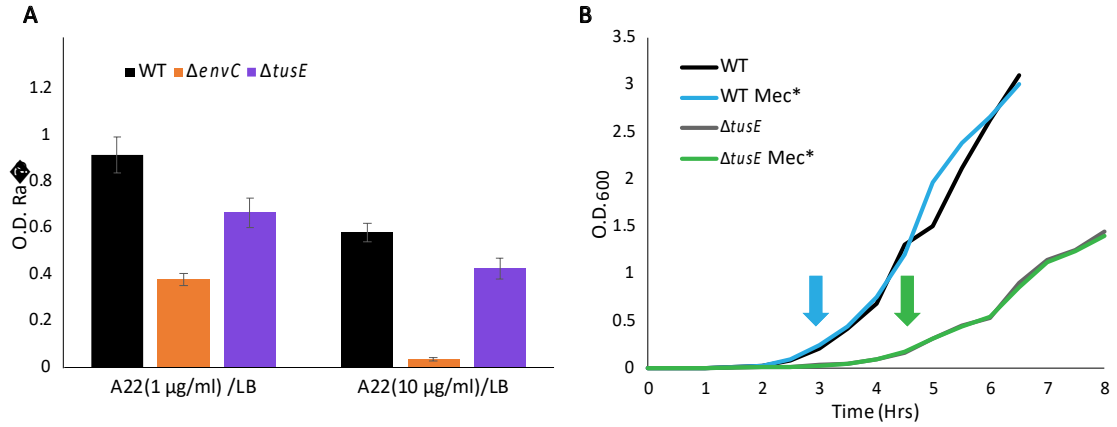 A
WT ΔenvC ΔtusE
1.2
1
0.8
0.6
0.4
0.2
0
O.D.
A22(1 µg/ml) /LB
A22(10 µg/ml)/LB
B
3.5
3
2.5
2
1.5
1
0.5
0
O.D.600
WT
WT Mec*
ΔtusE
ΔtusE Mec*
0 1 2 3 4 5 6 7 8
Time (Hrs)